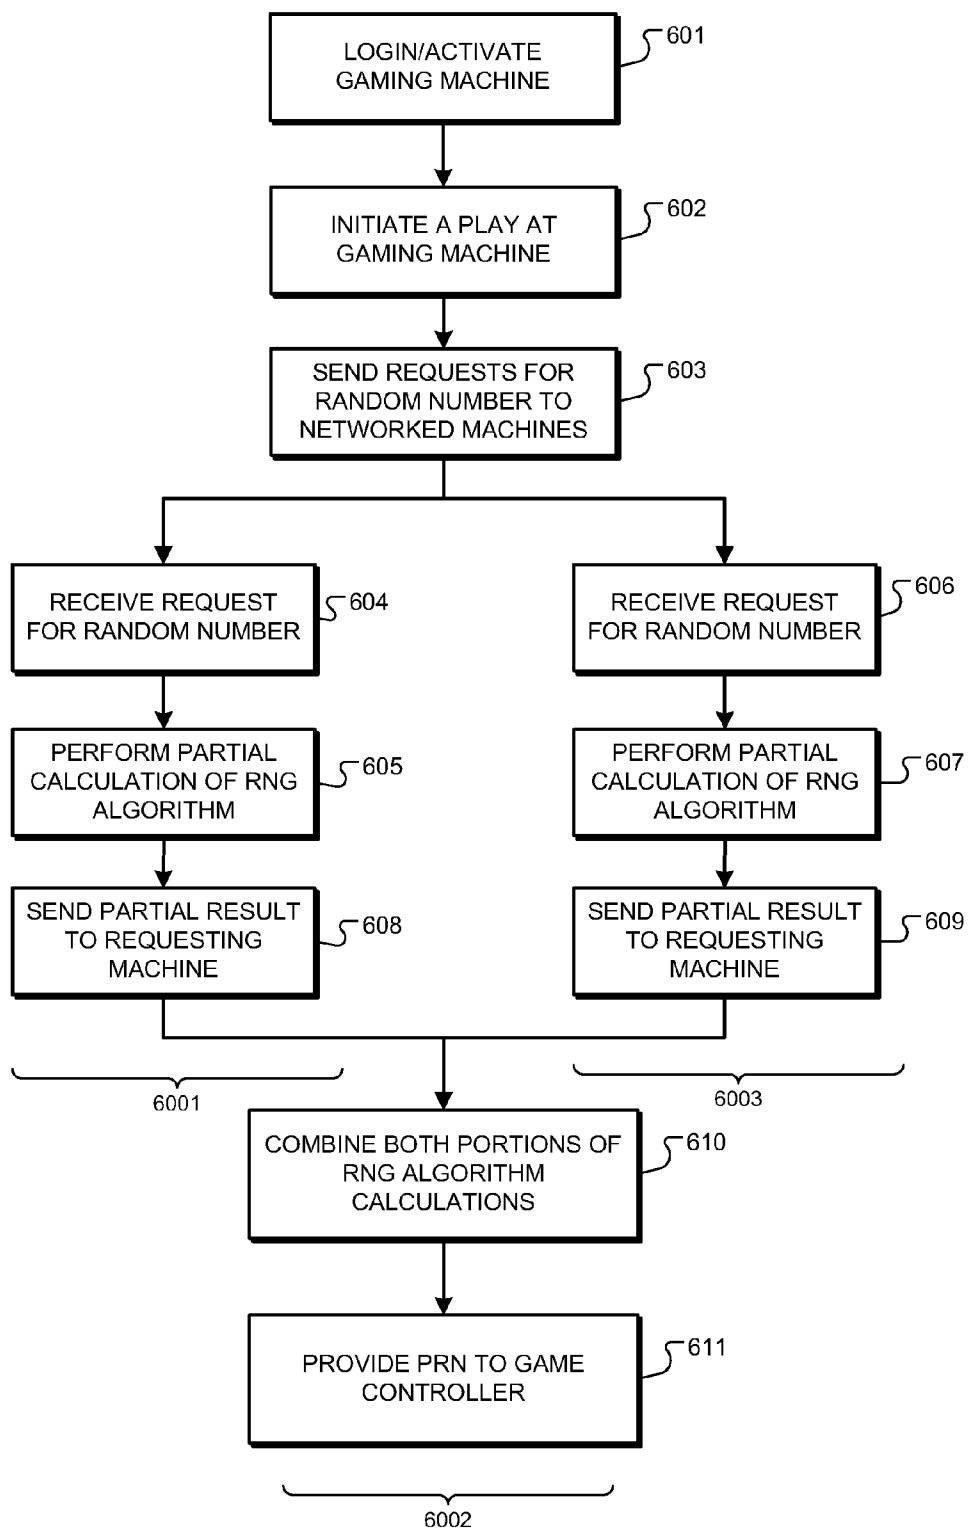 LOGIN/ACTIVATE
GAMING MACHINE
601
INITIATE A PLAY AT
GAMING MACHINE
602
SEND REQUESTS FOR
RANDOM NUMBER TO
NETWORKED MACHINES
603
RECEIVE REQUEST
FOR RANDOM NUMBER
604
RECEIVE REQUEST
FOR RANDOM NUMBER
606
PERFORM PARTIAL
CALCULATION OF RNG
ALGORITHM
605
PERFORM PARTIAL
CALCULATION OF RNG
ALGORITHM
607
SEND PARTIAL RESULT
TO REQUESTING
MACHINE
608
SEND PARTIAL RESULT
TO REQUESTING
MACHINE
609
6001
6003
COMBINE BOTH PORTIONS OF
RNG ALGORITHM
CALCULATIONS
610
PROVIDE PRN TO GAME
CONTROLLER
611
6002